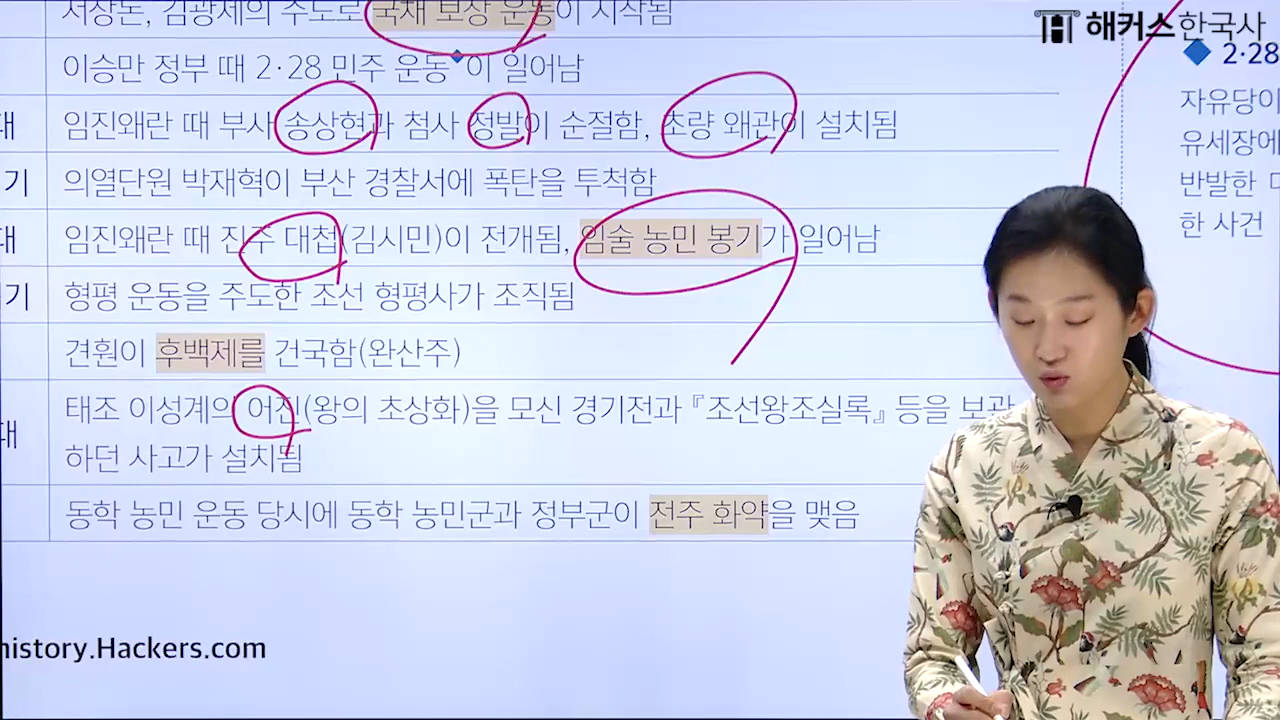 서상돈, 김광제의 주도로 국채 보상 운동이 시작됨
해커스한국사
이승만 정부 때 2·28 민주 운동◆이 일어남
◆ 2·28
대 임진왜란 때 부사 송상현과 첨사 정발이 순절함, 초량 왜관이 설치됨
자유당이
유세장에
기 의열단원 박재혁이 부산 경찰서에 폭탄을 투척함
반발한
한 사건
대 임진왜란 때 진주 대첩(김시민)이 전개됨, 임술 농민 봉기가 일어남
기 형평 운동을 주도한 조선 형평사가 조직됨
견훤이 후백제를 건국함(완산주)
대 태조 이성계의 어진(왕의 초상화)을 모신 경기전과 『조선왕조실록』 등을 보관
하던 사고가 설치됨
동학 농민 운동 당시에 동학 농민군과 정부군이 전주 화약을 맺음
history.Hackers.com